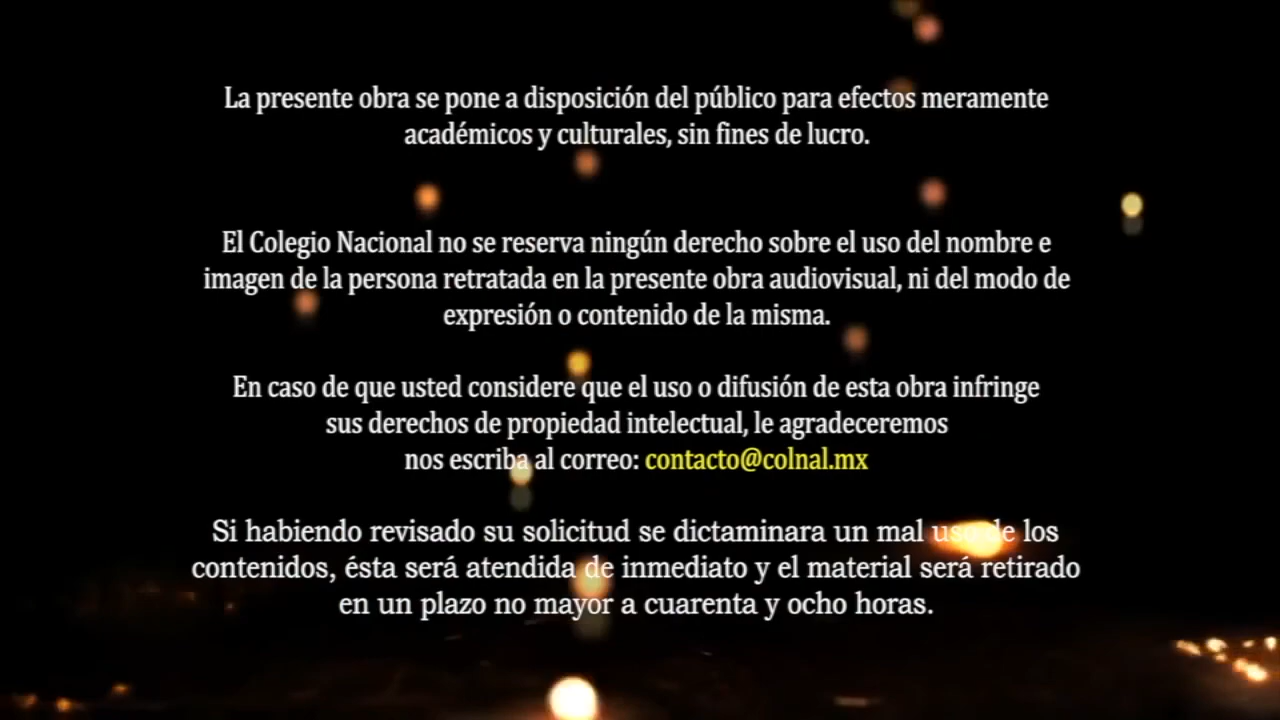 La presente obra se pone a disposición del público para efectos meramente
académicos y culturales, sin fines de lucro.
El Colegio Nacional no se reserva ningún derecho sobre el uso del nombre e
imagen de la persona retratada en la presente obra audiovisual, ni del modo de
expresión o contenido de la misma.
En caso de que usted considere que el uso o difusión de esta obra infringe
sus derechos de propiedad intelectual, le agradeceremos
nos escriba al correo: contacto@colnal.mx
Si habiendo revisado su solicitud se dictaminara un mal uso de los
contenidos, ésta será atendida de inmediato y el material será retirado
en un plazo no mayor a cuarenta y ocho horas.